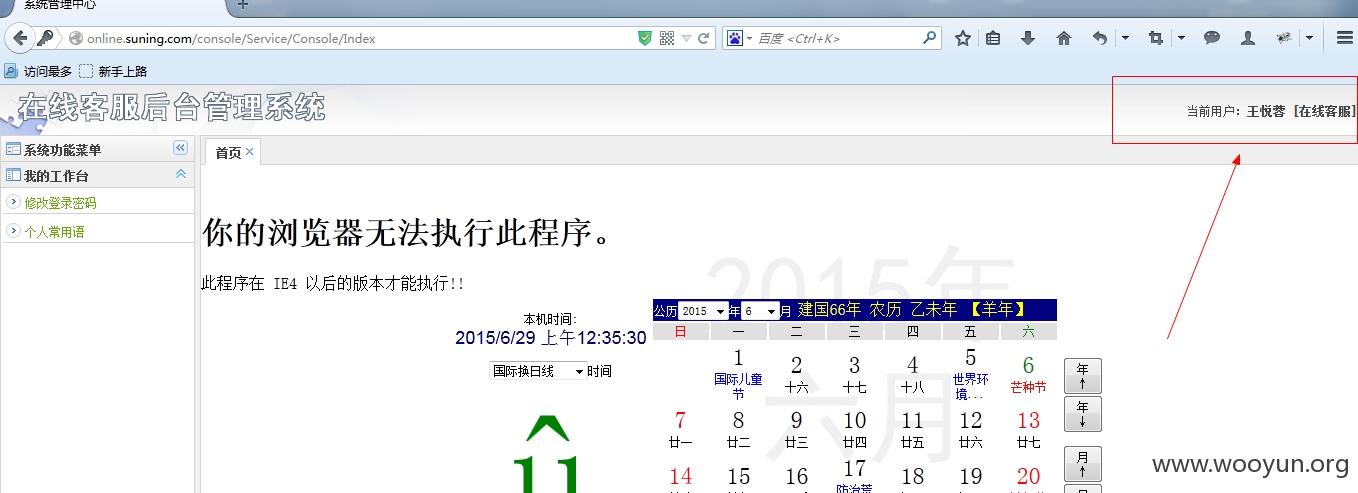 系统管理中心
online.suning.com/console/Service/Console/Index
百度 <Ctrl+K>
访问最多 新手上路
在线客服后台管理系统
当前用户：王悦蓉 [在线客服]
系统功能菜单
首页
我的工作台
修改登录密码
个人常用语
你的浏览器无法执行此程序。
此程序在 IE4 以后的版本才能执行!!
2015年
六月
本机时间:
2015/6/29 上午12:35:30
国际换日线 时间
公历 2015 年 6 月 建国66年 农历 乙未年 【羊年】
日 一 二 三 四 五 六
1 2 3 4 5 6
国际儿童节 十六 十七 十八 世界环境... 芒种节
7 8 9 10 11 12 13
廿一 廿二 廿三 廿四 廿五 廿六 廿七
14 15 16 17 18 19 20
年
↑
年
↓
月
↑
www.wooyun.org